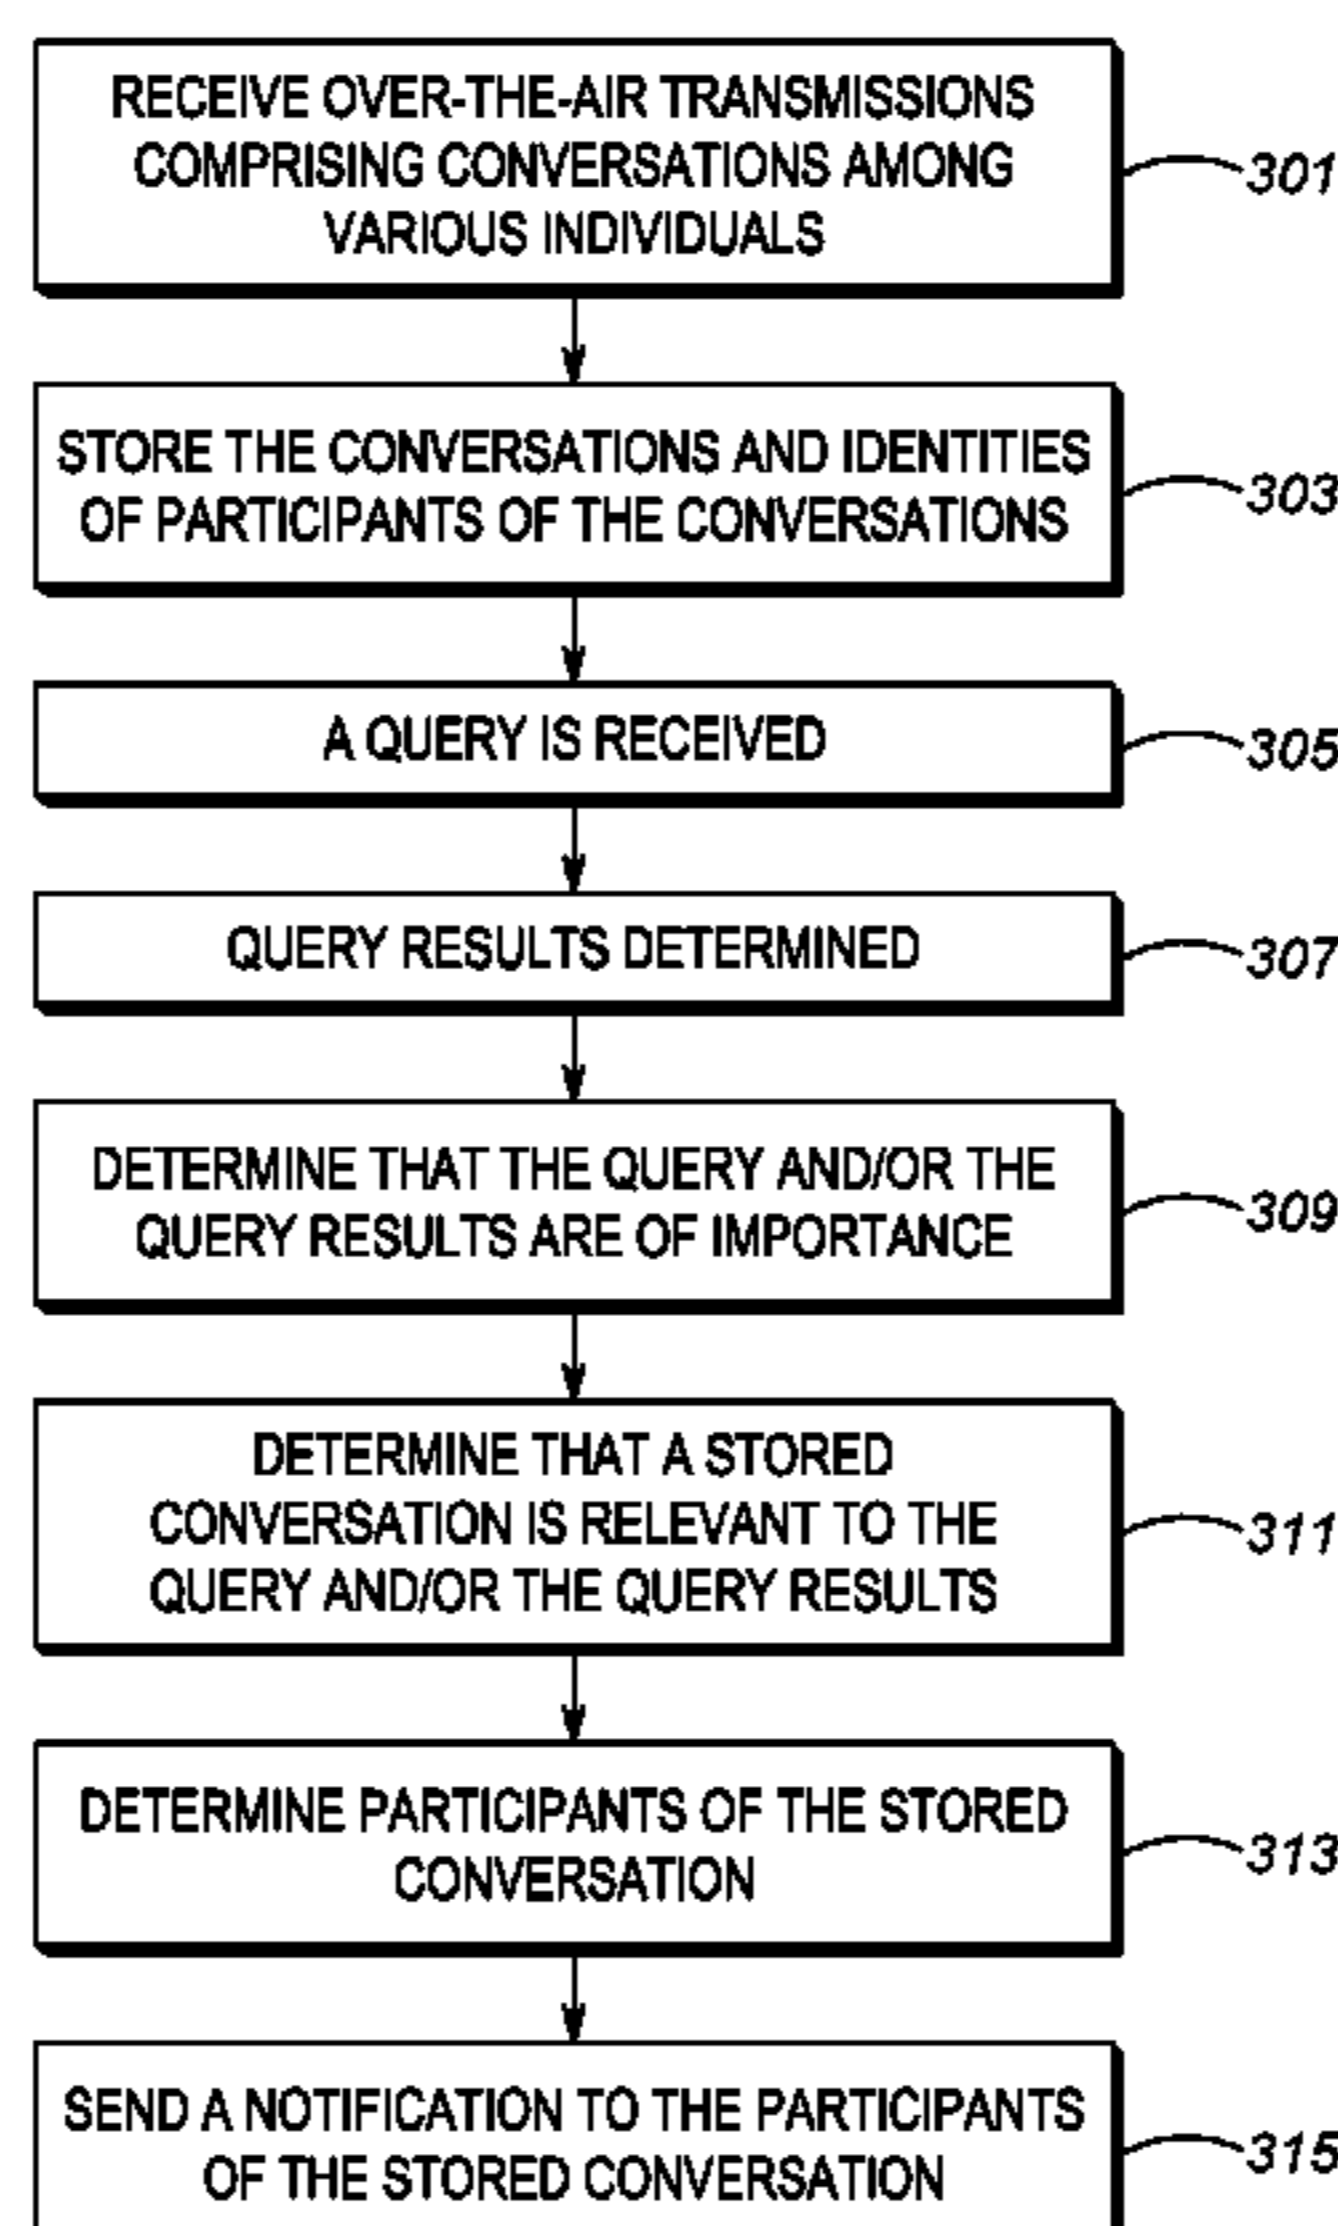 RECEIVE OVER-THE-AIR TRANSMISSIONS
COMPRISING CONVERSATIONS AMONG
VARIOUS INDIVIDUALS
301
STORE THE CONVERSATIONS AND IDENTITIES
OF PARTICIPANTS OF THE CONVERSATIONS
303
A QUERY IS RECEIVED
305
QUERY RESULTS DETERMINED
307
DETERMINE THAT THE QUERY AND/OR THE
QUERY RESULTS ARE OF IMPORTANCE
309
DETERMINE THAT A STORED
CONVERSATION IS RELEVANT TO THE
QUERY AND/OR THE QUERY RESULTS
311
DETERMINE PARTICIPANTS OF THE STORED
CONVERSATION
313
SEND A NOTIFICATION TO THE PARTICIPANTS
OF THE STORED CONVERSATION
315